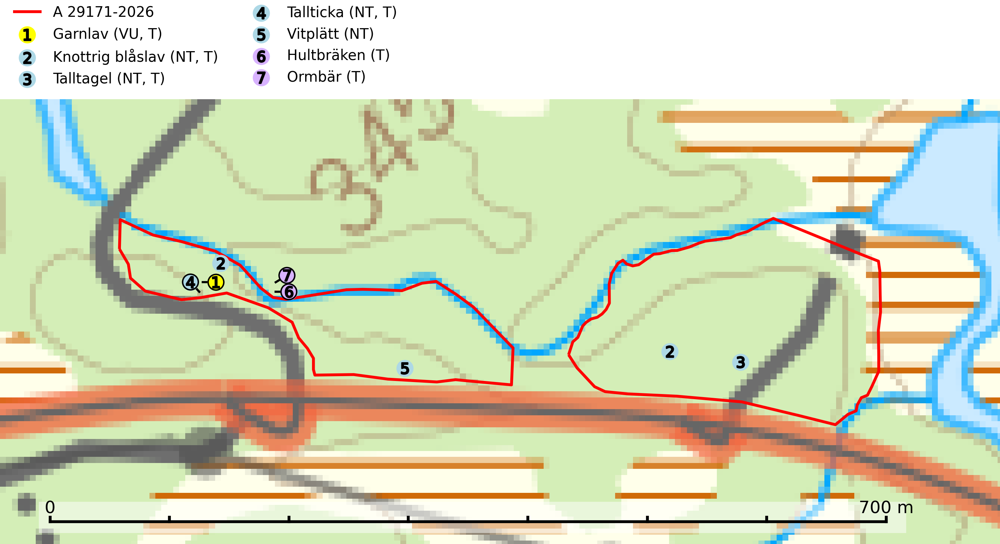 A 29171-2026
1 Garnlav (VU, T)
2 Knottrig blåslav (NT, T)
3 Talltagel (NT, T)
4 Tallticka (NT, T)
5 Vitplätt (NT)
6 Hultbräken (T)
7 Ormbär (T)
2
4 1
7
6
2
3
5
0 700 m